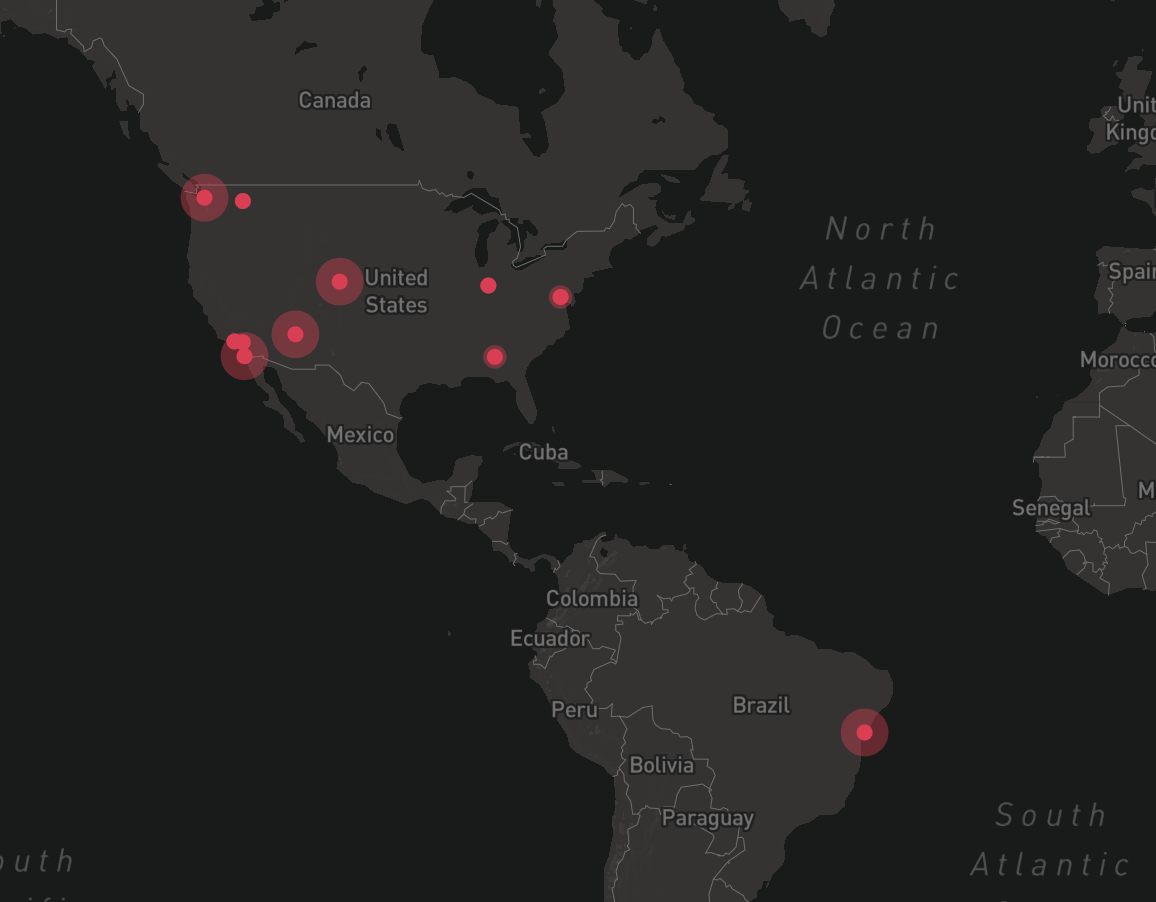 Canada
Unit
Kingd
North
Atlantic
Ocean
United
States
Spain
Morocco
Mexico
Cuba
M
Senegal
Colombia
Ecuador
Peru
Brazil
Bolivia
Paraguay
South
Atlantic
outh